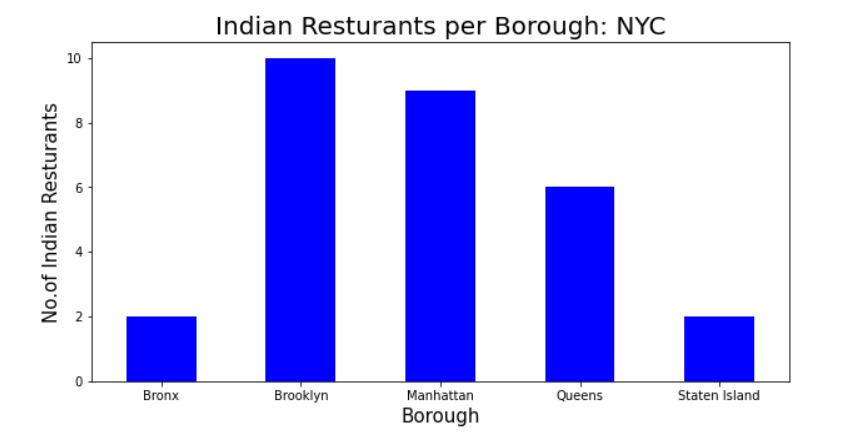 Indian Resturants per Borough: NYC
No.of Indian Resturants
10
8
6
4
2
0
Bronx Brooklyn Manhattan Queens Staten Island
Borough